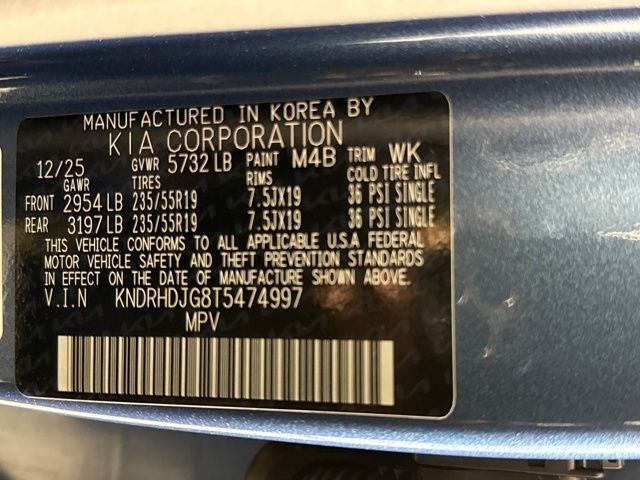 MANUFACTURED IN KOREA BY
KIA CORPORATION
12/25 GVWR 5732 LB PAINT M4B TRIM WK
GAWR TIRES RIMS COLD TIRE INFL
FRONT 2954 LB 235/55R19 7.5JX19 36 PSI SINGLE
REAR 3197 LB 235/55R19 7.5JX19 36 PSI SINGLE
THIS VEHICLE CONFORMS TO ALL APPLICABLE U.S.A FEDERAL
MOTOR VEHICLE SAFETY AND THEFT PREVENTION STANDARDS
IN EFFECT ON THE DATE OF MANUFACTURE SHOWN ABOVE.
V.I.N KNDRHDJG8T5474997
MPV